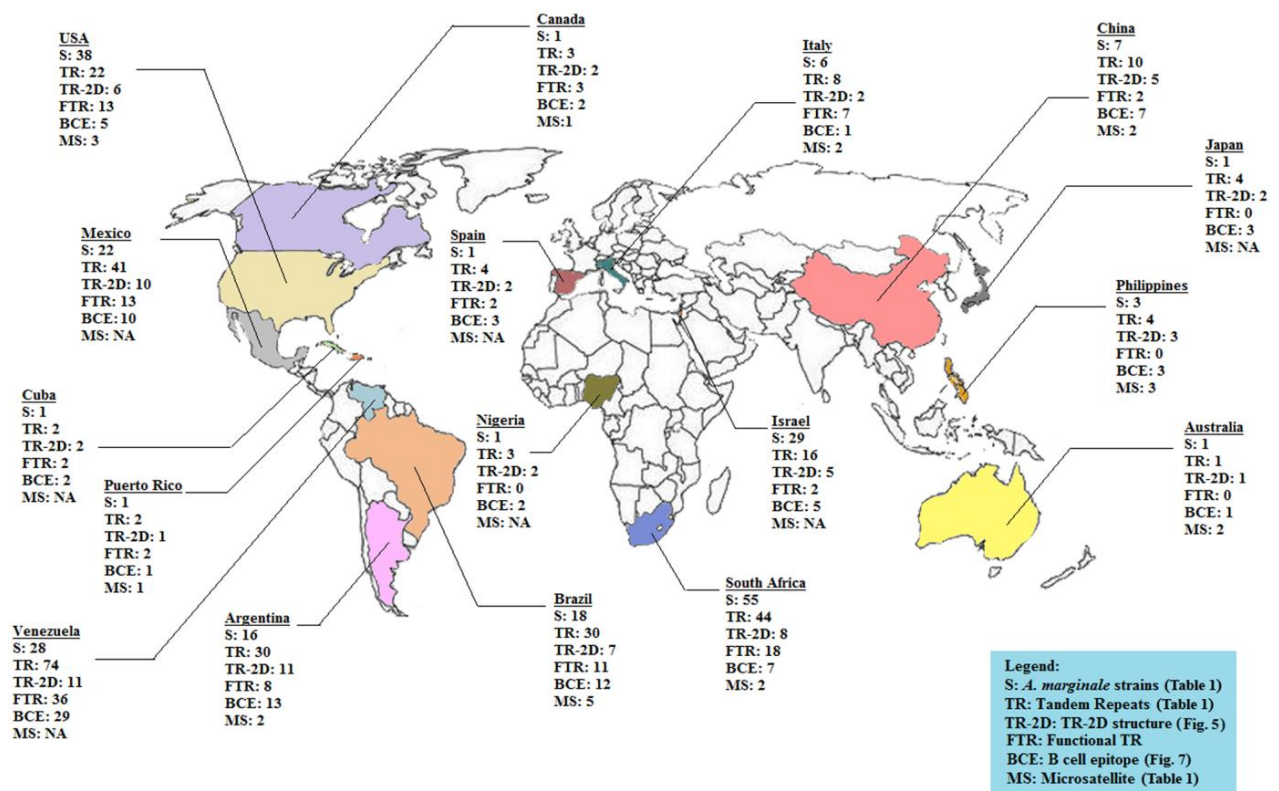 Canada
S: 1
TR: 3
TR-2D: 2
FTR: 3
BCE: 2
MS:1
USA
S: 38
TR: 22
TR-2D: 6
FTR: 13
BCE: 5
MS: 3
Italy
S: 6
TR: 8
TR-2D: 2
FTR: 7
BCE: 1
MS: 2
China
S: 7
TR: 10
TR-2D: 5
FTR: 2
BCE: 7
MS: 2
Japan
S: 1
TR: 4
TR-2D: 2
FTR: 0
BCE: 3
MS: NA
Mexico
S: 22
TR: 41
TR-2D: 10
FTR: 13
BCE: 10
MS: NA
Spain
S: 1
TR: 4
TR-2D: 2
FTR: 2
BCE: 3
MS: NA
Philippines
S: 3
TR: 4
TR-2D: 3
FTR: 0
BCE: 3
MS: 3
Cuba
S: 1
TR: 2
TR-2D: 2
FTR: 2
BCE: 2
MS: NA
Puerto Rico
S: 1
TR: 2
TR-2D: 1
FTR: 2
BCE: 1
MS: 1
Nigeria
S: 1
TR: 3
TR-2D: 2
FTR: 0
BCE: 2
MS: NA
Israel
S: 29
TR: 16
TR-2D: 5
FTR: 2
BCE: 5
MS: NA
Australia
S: 1
TR: 1
TR-2D: 1
FTR: 0
BCE: 1
MS: 2
Venezuela
S: 28
TR: 74
TR-2D: 11
FTR: 36
BCE: 29
MS: NA
Argentina
S: 16
TR: 30
TR-2D: 11
FTR: 8
BCE: 13
MS: 2
Brazil
S: 18
TR: 30
TR-2D: 7
FTR: 11
BCE: 12
MS: 5
South Africa
S: 55
TR: 44
TR-2D: 8
FTR: 18
BCE: 7
MS: 2
Legend:
S: A. marginale strains (Table 1)
TR: Tandem Repeats (Table 1)
TR-2D: TR-2D structure (Fig. 5)
FTR: Functional TR
BCE: B cell epitope (Fig. 7)
MS: Microsatellite (Table 1)